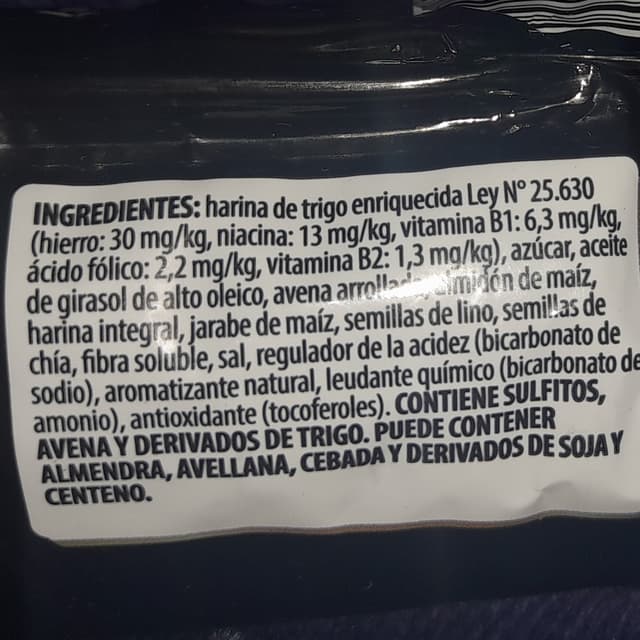 INGREDIENTES: harina de trigo enriquecida Ley N° 25.630
(hierro: 30 mg/kg, niacina: 13 mg/kg, vitamina B1: 6,3 mg/kg,
ácido fólico: 2,2 mg/kg, vitamina B2: 1,3 mg/kg), azúcar, aceite
de girasol de alto oleico, avena arrollada, almidón de maíz,
harina integral, jarabe de maíz, semillas de lino, semillas de
chía, fibra soluble, sal, regulador de la acidez (bicarbonato de
sodio), aromatizante natural, leudante químico (bicarbonato de
amonio), antioxidante (tocoferoles). CONTIENE SULFITOS,
AVENA Y DERIVADOS DE TRIGO. PUEDE CONTENER
ALMENDRA, AVELLANA, CEBADA Y DERIVADOS DE SOJA Y
CENTENO.